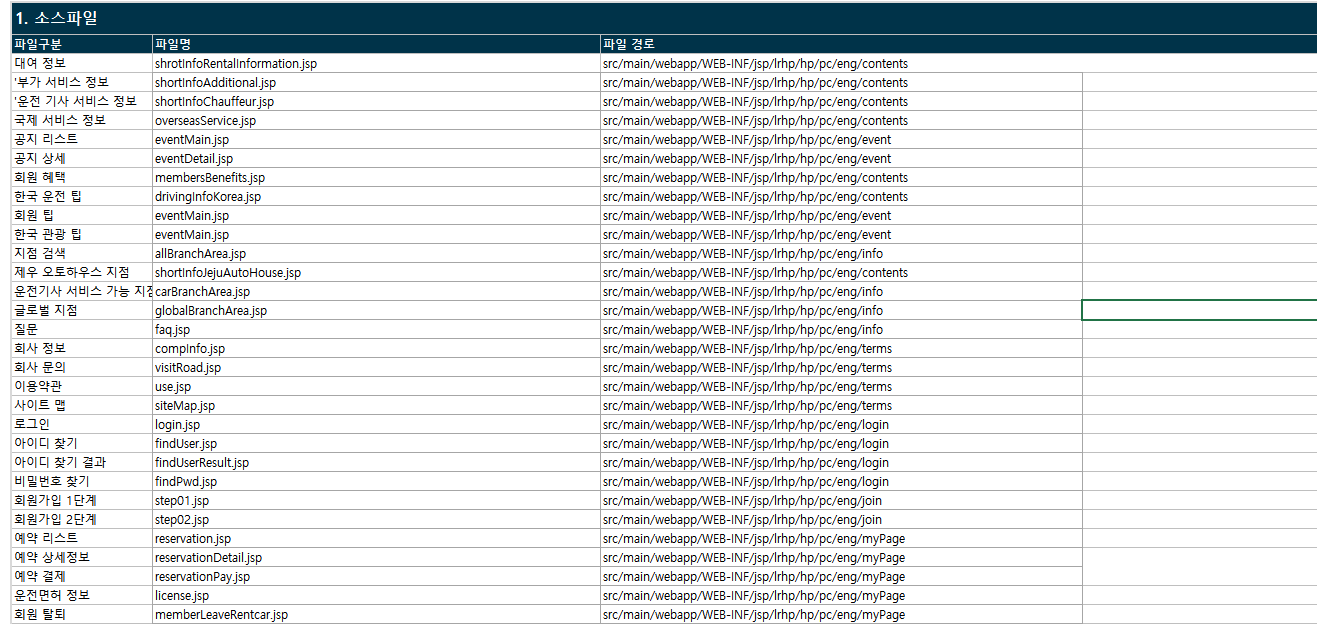 1. 소스파일
파일구분 파일명 파일 경로
대여 정보 shrotInfoRentalInformation.jsp src/main/webapp/WEB-INF/jsp/lrhp/hp/pc/eng/contents
'부가 서비스 정보 shortInfoAdditional.jsp src/main/webapp/WEB-INF/jsp/lrhp/hp/pc/eng/contents
'운전 기사 서비스 정보 shortInfoChauffeur.jsp src/main/webapp/WEB-INF/jsp/lrhp/hp/pc/eng/contents
국제 서비스 정보 overseasService.jsp src/main/webapp/WEB-INF/jsp/lrhp/hp/pc/eng/contents
공지 리스트 eventMain.jsp src/main/webapp/WEB-INF/jsp/lrhp/hp/pc/eng/event
공지 상세 eventDetail.jsp src/main/webapp/WEB-INF/jsp/lrhp/hp/pc/eng/event
회원 혜택 membersBenefits.jsp src/main/webapp/WEB-INF/jsp/lrhp/hp/pc/eng/contents
한국 운전 팁 drivingInfoKorea.jsp src/main/webapp/WEB-INF/jsp/lrhp/hp/pc/eng/contents
회원 팁 eventMain.jsp src/main/webapp/WEB-INF/jsp/lrhp/hp/pc/eng/event
한국 관광 팁 eventMain.jsp src/main/webapp/WEB-INF/jsp/lrhp/hp/pc/eng/event
지점 검색 allBranchArea.jsp src/main/webapp/WEB-INF/jsp/lrhp/hp/pc/eng/info
제우 오토하우스 지점 shortInfoJejuAutoHouse.jsp src/main/webapp/WEB-INF/jsp/lrhp/hp/pc/eng/contents
운전기사 서비스 가능 지점 carBranchArea.jsp src/main/webapp/WEB-INF/jsp/lrhp/hp/pc/eng/info
글로벌 지점 globalBranchArea.jsp src/main/webapp/WEB-INF/jsp/lrhp/hp/pc/eng/info
질문 faq.jsp src/main/webapp/WEB-INF/jsp/lrhp/hp/pc/eng/info
회사 정보 compInfo.jsp src/main/webapp/WEB-INF/jsp/lrhp/hp/pc/eng/terms
회사 문의 visitRoad.jsp src/main/webapp/WEB-INF/jsp/lrhp/hp/pc/eng/terms
이용약관 use.jsp src/main/webapp/WEB-INF/jsp/lrhp/hp/pc/eng/terms
사이트 맵 siteMap.jsp src/main/webapp/WEB-INF/jsp/lrhp/hp/pc/eng/terms
로그인 login.jsp src/main/webapp/WEB-INF/jsp/lrhp/hp/pc/eng/login
아이디 찾기 findUser.jsp src/main/webapp/WEB-INF/jsp/lrhp/hp/pc/eng/login
아이디 찾기 결과 findUserResult.jsp src/main/webapp/WEB-INF/jsp/lrhp/hp/pc/eng/login
비밀번호 찾기 findPwd.jsp src/main/webapp/WEB-INF/jsp/lrhp/hp/pc/eng/login
회원가입 1단계 step01.jsp src/main/webapp/WEB-INF/jsp/lrhp/hp/pc/eng/join
회원가입 2단계 step02.jsp src/main/webapp/WEB-INF/jsp/lrhp/hp/pc/eng/join
예약 리스트 reservation.jsp src/main/webapp/WEB-INF/jsp/lrhp/hp/pc/eng/myPage
예약 상세정보 reservationDetail.jsp src/main/webapp/WEB-INF/jsp/lrhp/hp/pc/eng/myPage
예약 결제 reservationPay.jsp src/main/webapp/WEB-INF/jsp/lrhp/hp/pc/eng/myPage
운전면허 정보 license.jsp src/main/webapp/WEB-INF/jsp/lrhp/hp/pc/eng/myPage
회원 탈퇴 memberLeaveRentcar.jsp src/main/webapp/WEB-INF/jsp/lrhp/hp/pc/eng/myPage